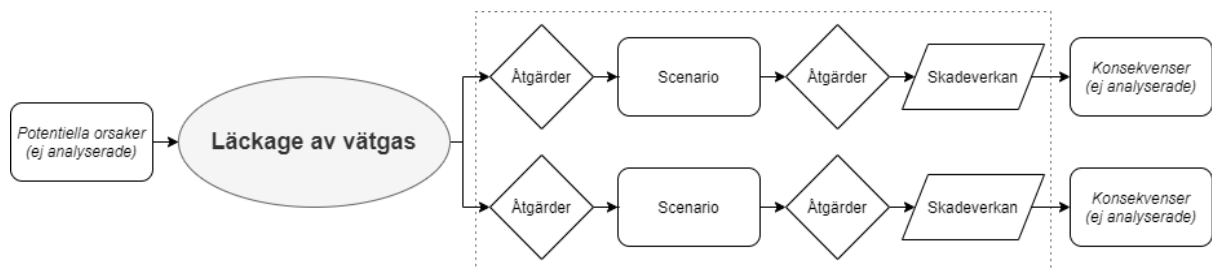 Potentiella orsaker
(ej analyserade)
Läckage av vätgas
Åtgärder
Scenario
Åtgärder
Skadeverkan
Konsekvenser
(ej analyserade)
Åtgärder
Scenario
Åtgärder
Skadeverkan
Konsekvenser
(ej analyserade)